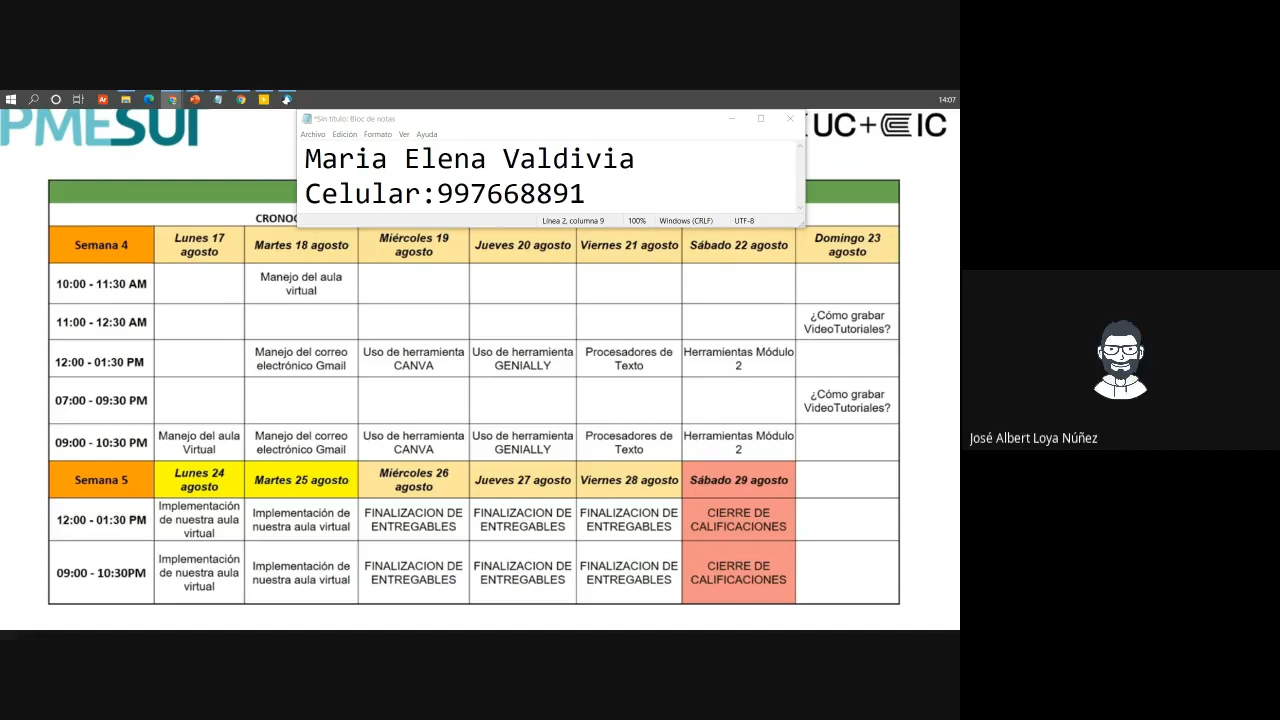 14:07
PMESUT
UC+
IC
*Sin título: Bloc de notas
Archivo Edición Formato Ver Ayuda
Maria Elena Valdivia
Celular:997668891
Línea 2, columna 9 100% Windows (CRLF) UTF-8
Semana 4 Lunes 17 agosto Martes 18 agosto Miércoles 19 agosto Jueves 20 agosto Viernes 21 agosto Sábado 22 agosto Domingo 23 agosto
10:00 - 11:30 AM Manejo del aula virtual
11:00 - 12:30 AM ¿Cómo grabar VideoTutoriales?
12:00 - 01:30 PM Manejo del correo electrónico Gmail Uso de herramienta CANVA Uso de herramienta GENIALLY Procesadores de Texto Herramientas Módulo 2
07:00 - 09:30 PM ¿Cómo grabar VideoTutoriales?
09:00 - 10:30 PM Manejo del aula Virtual Manejo del correo electrónico Gmail Uso de herramienta CANVA Uso de herramienta GENIALLY Procesadores de Texto Herramientas Módulo 2
Semana 5 Lunes 24 agosto Martes 25 agosto Miércoles 26 agosto Jueves 27 agosto Viernes 28 agosto Sábado 29 agosto
12:00 - 01:30 PM Implementación de nuestra aula virtual Implementación de nuestra aula virtual FINALIZACION DE ENTREGABLES FINALIZACION DE ENTREGABLES FINALIZACION DE ENTREGABLES CIERRE DE CALIFICACIONES
09:00 - 10:30PM Implementación de nuestra aula virtual Implementación de nuestra aula virtual FINALIZACION DE ENTREGABLES FINALIZACION DE ENTREGABLES FINALIZACION DE ENTREGABLES CIERRE DE CALIFICACIONES
José Albert Loya Núñez